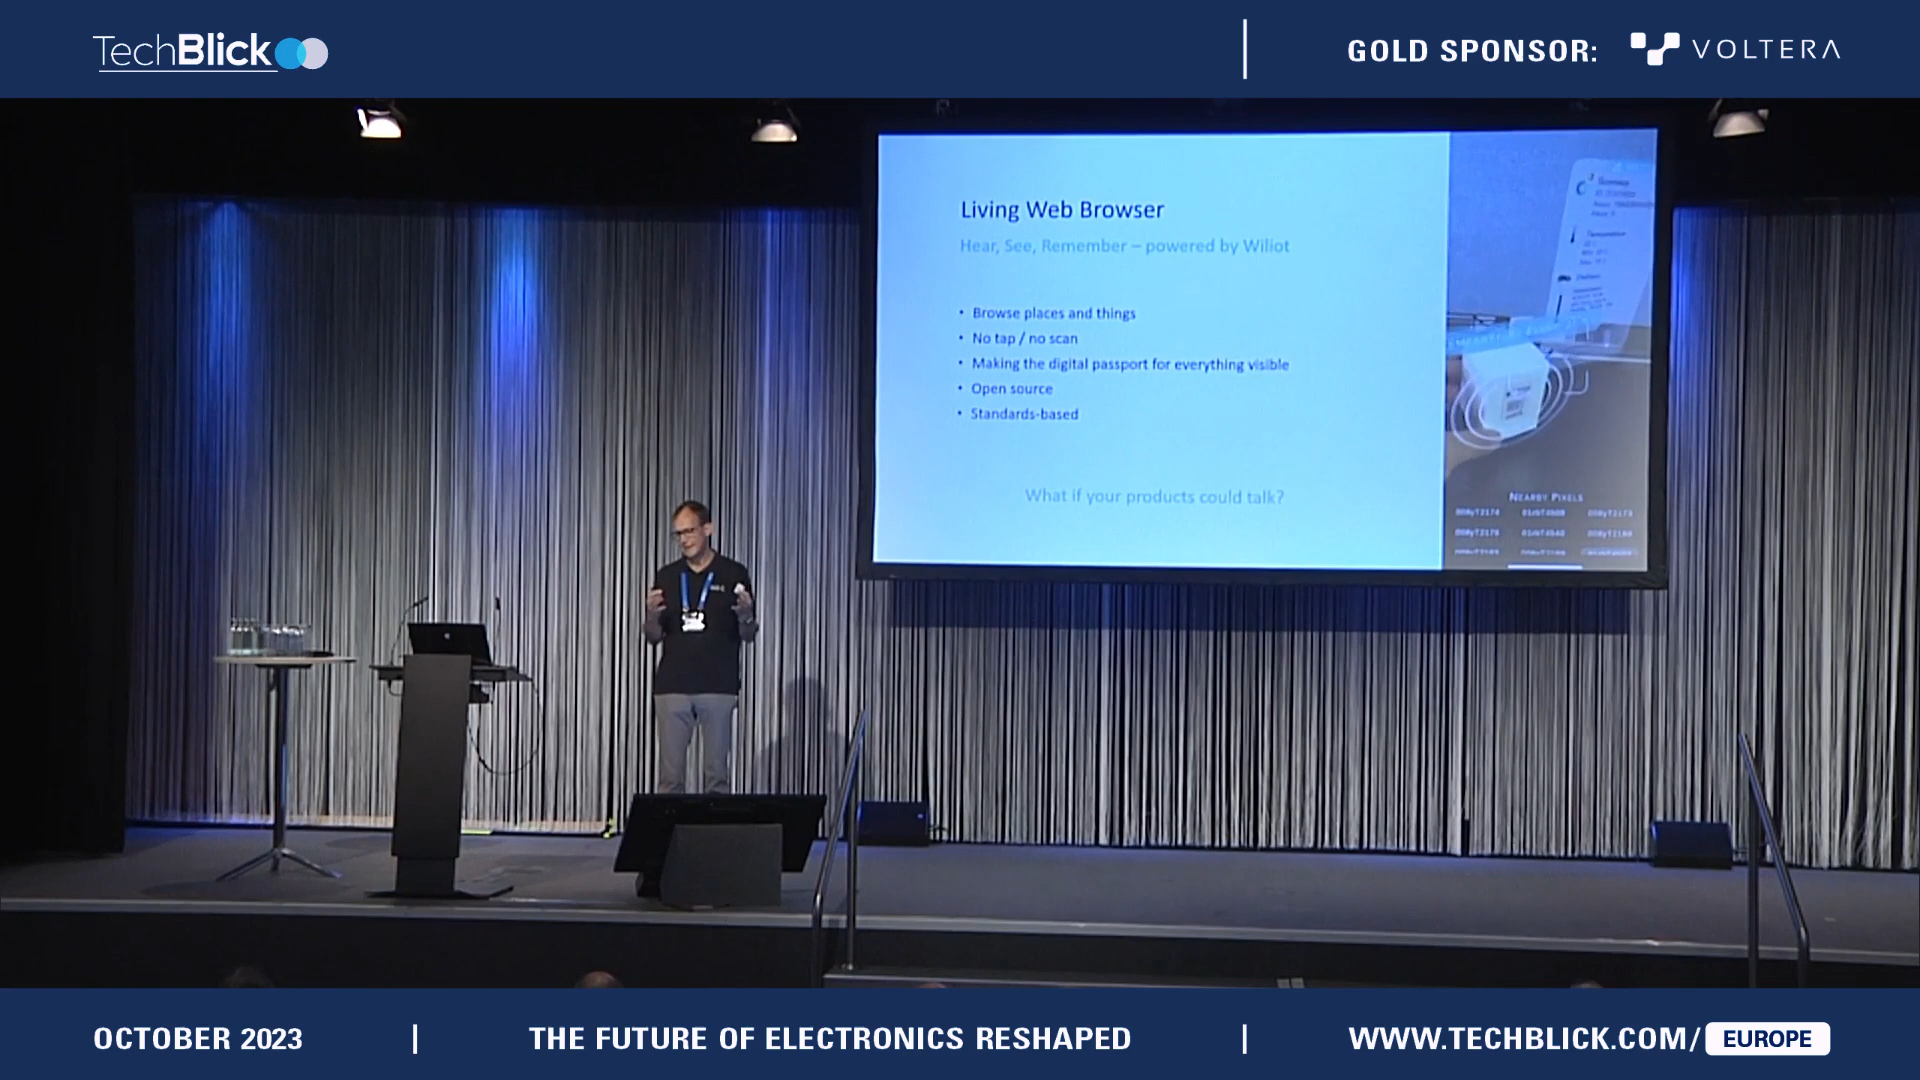 TechBlick
GOLD SPONSOR:
VOLTERA
Living Web Browser
Hear, See, Remember – powered by Wiliot
• Browse places and things
• No tap / no scan
• Making the digital passport for everything visible
• Open source
• Standards-based
What if your products could talk?
NEARBY PIXELS
OCTOBER 2023 | THE FUTURE OF ELECTRONICS RESHAPED | WWW.TECHBLICK.COM/ EUROPE